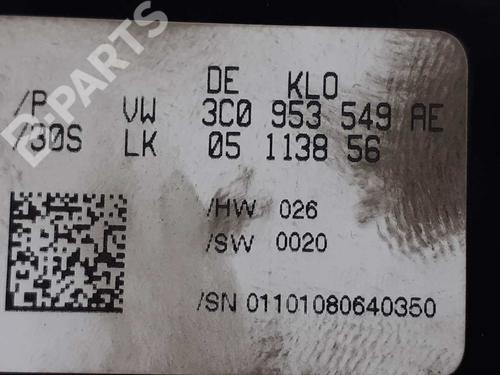 B-PARTS
DE KLO
/P VW 3C0 953 549 AE
/30S LK 05 1138 56
/HW 026
/SW 0020
/SN 01101080640350